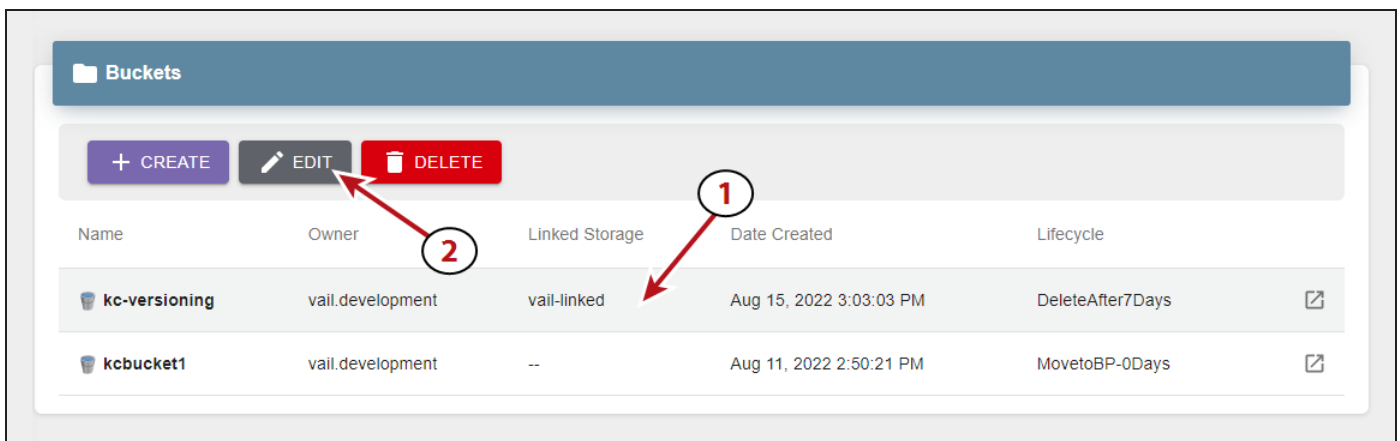 Buckets
CREATE EDIT DELETE
1
2
Name Owner Linked Storage Date Created Lifecycle
kc-versioning vail.development vail-linked Aug 15, 2022 3:03:03 PM DeleteAfter7Days
kcbucket1 vail.development -- Aug 11, 2022 2:50:21 PM MovetoBP-0Days